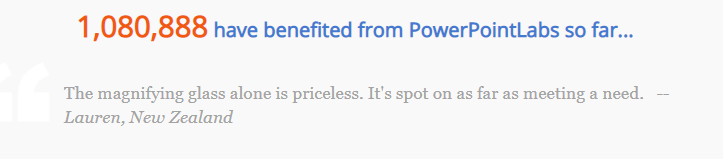 1,080,888 have benefited from PowerPointLabs so far...
The magnifying glass alone is priceless. It's spot on as far as meeting a need. --
Lauren, New Zealand